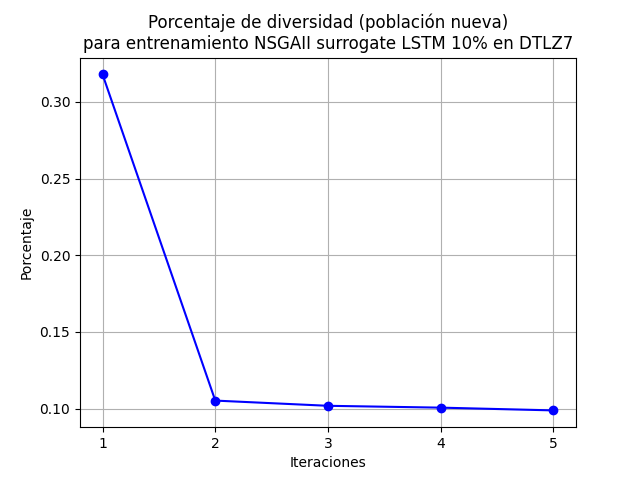 Porcentaje de diversidad (población nueva)
para entrenamiento NSGAII surrogate LSTM 10% en DTLZ7
Porcentaje
0.30
0.25
0.20
0.15
0.10
1 2 3 4 5
Iteraciones